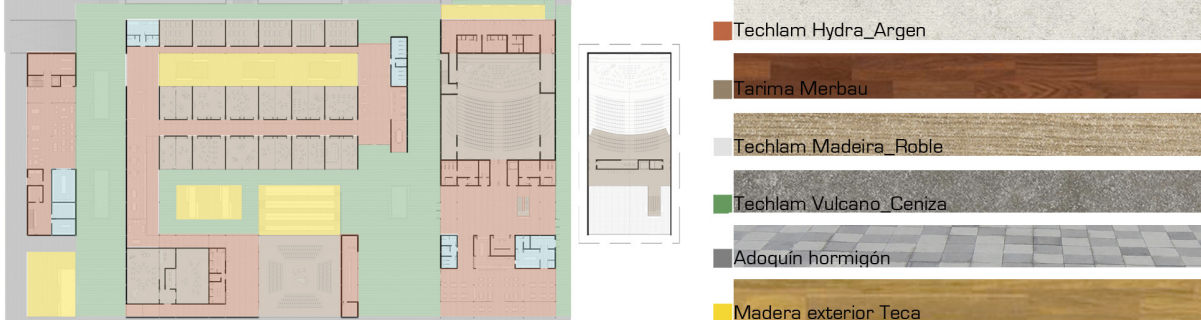 Techlam Hydra_Argen
Tarima Merbau
Techlam Madeira_Roble
Techlam Vulcano_Ceniza
Adoquín hormigón
Madera exterior Teca